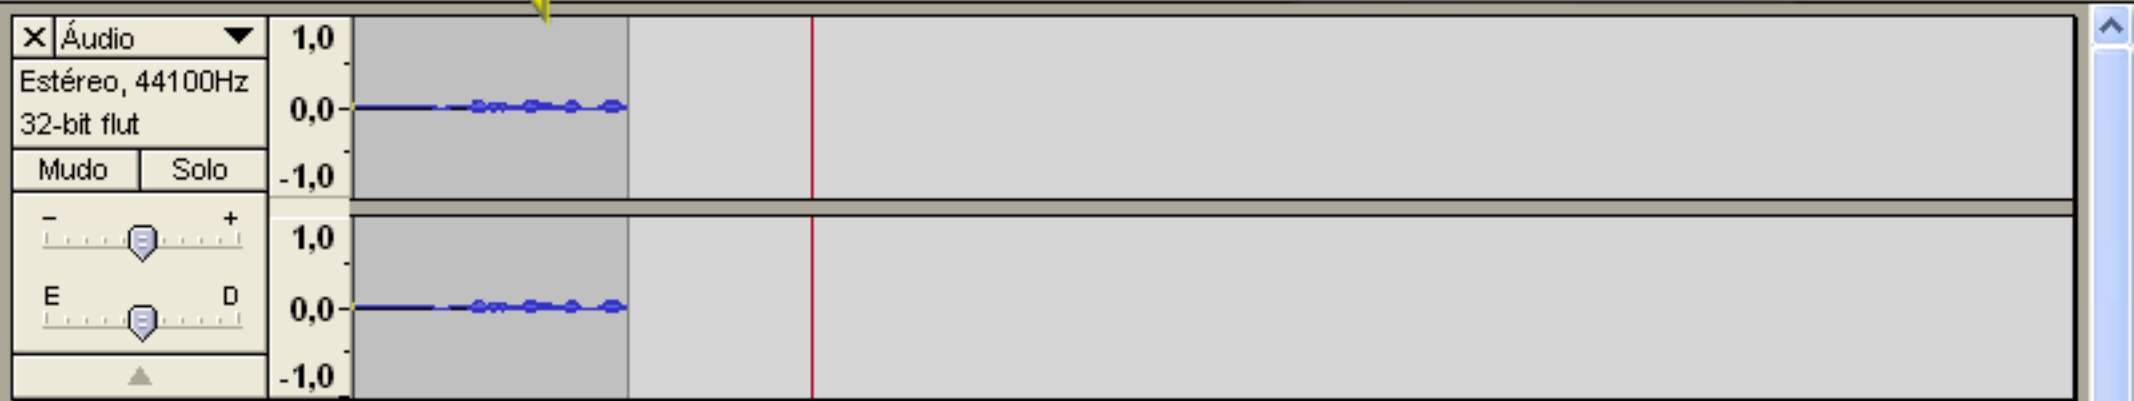 X Áudio
Estéreo, 44100Hz
32-bit flut
Mudo Solo
- +
E D
1,0
0,0
-1,0
1,0
0,0
-1,0